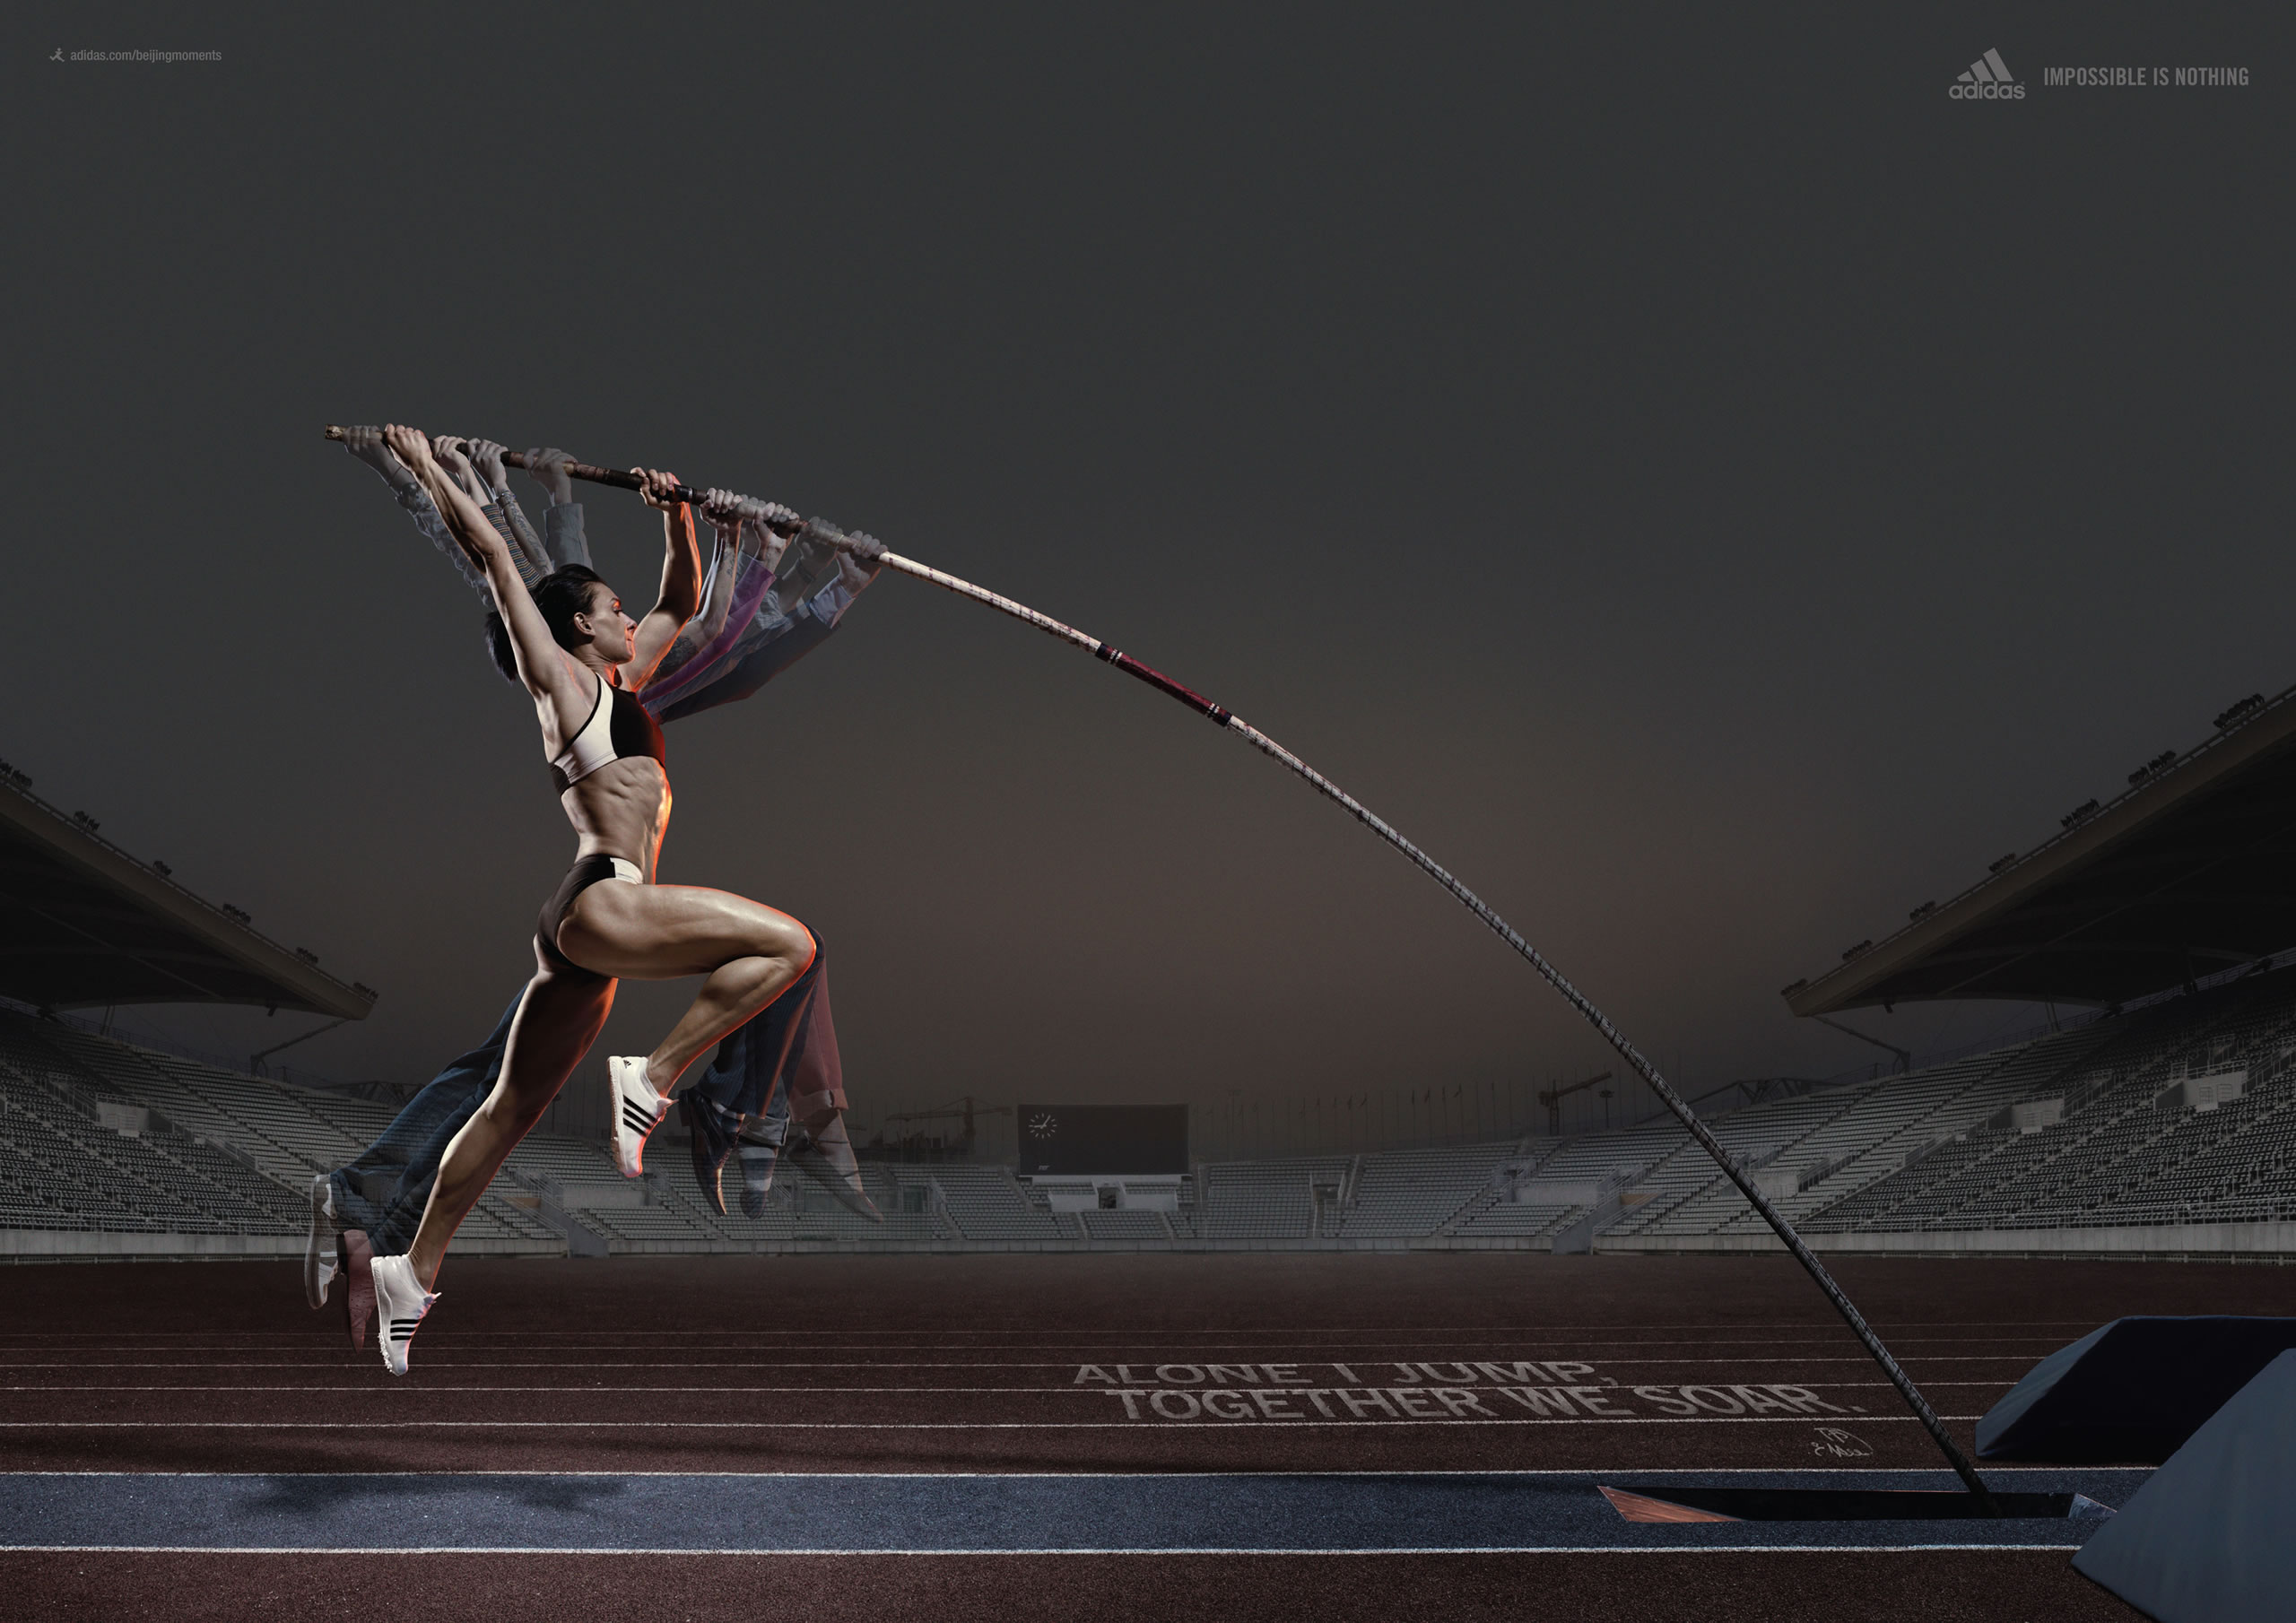 adidas.com/beijingmoments
adidas
IMPOSSIBLE IS NOTHING
ALONE I JUMP,
TOGETHER WE SOAR.